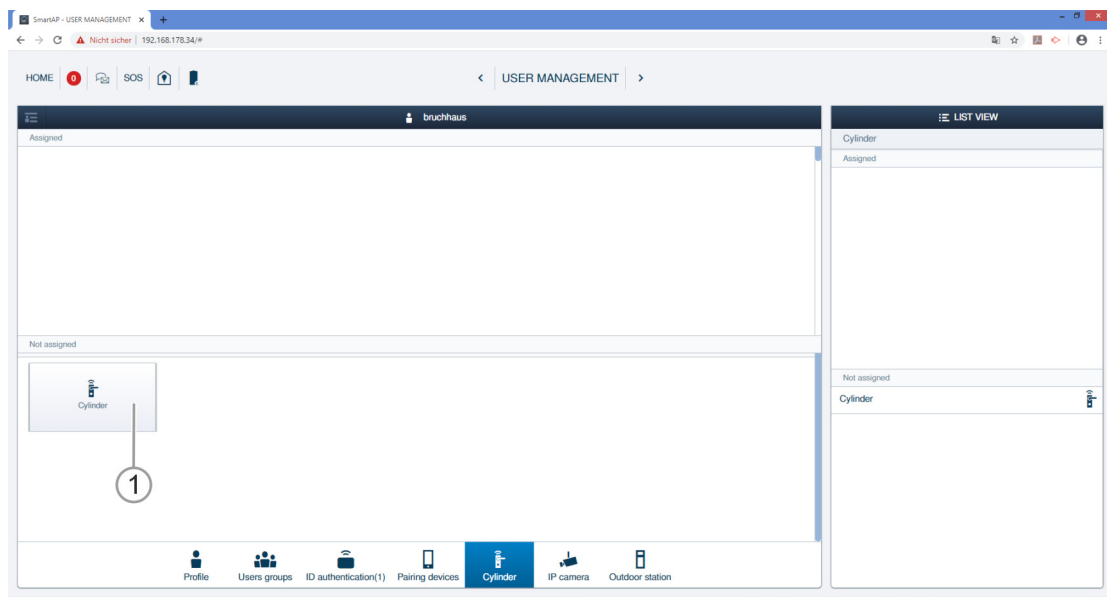 SmartAP - USER MANAGEMENT
Nicht sicher | 192.168.178.34/#
HOME 0 SOS USER MANAGEMENT
bruchhaus
Assigned
Not assigned
Cylinder
1
Profile Users groups ID authentication(1) Pairing devices Cylinder IP camera Outdoor station
LIST VIEW
Cylinder
Assigned
Not assigned
Cylinder